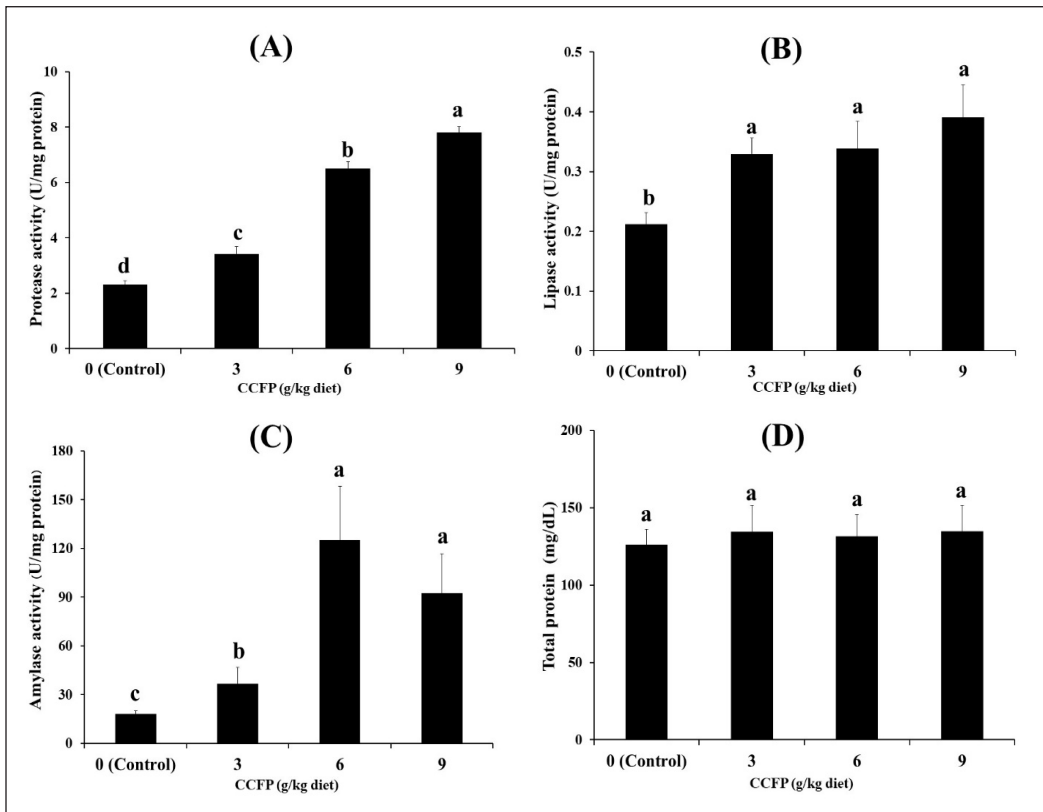 (A)
Protease activity (U/mg protein)
10
8
6
4
2
0
d
c
b
a
0 (Control)
3
6
9
CCFP (g/kg diet)
(B)
Lipase activity (U/mg protein)
0.5
0.4
0.3
0.2
0.1
0
b
a
a
a
0 (Control)
3
6
9
CCFP (g/kg diet)
(C)
Amylase activity (U/mg protein)
180
150
120
90
60
30
0
c
b
a
a
0 (Control)
3
6
9
CCFP (g/kg diet)
(D)
Total protein (mg/dL)
200
150
100
50
0
a
a
a
a
0 (Control)
3
6
9
CCFP (g/kg diet)